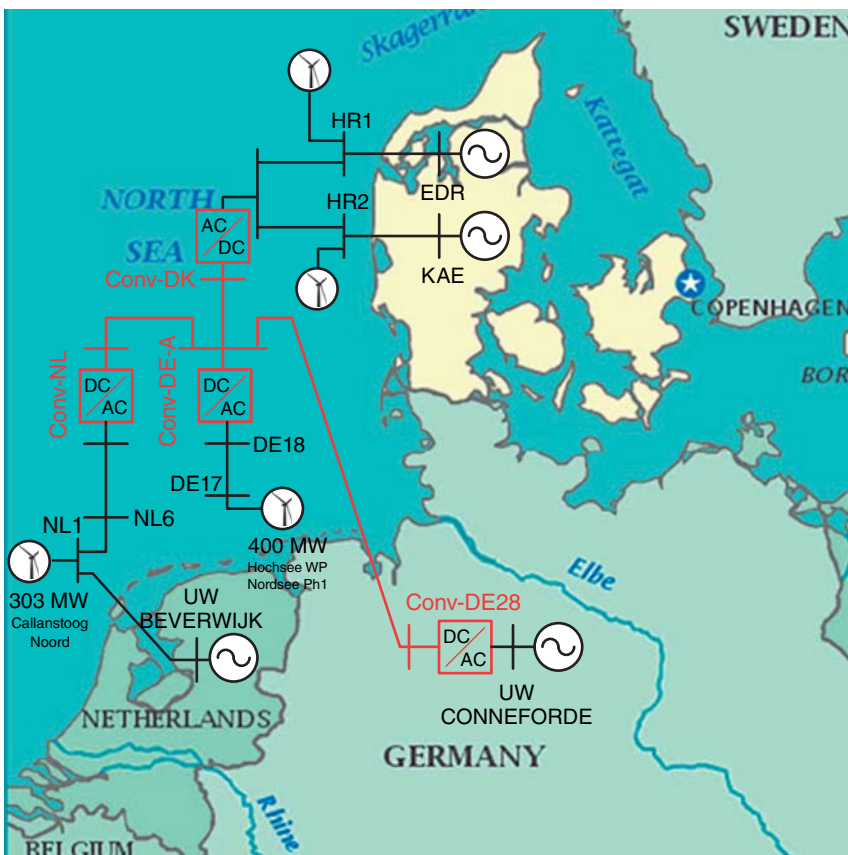 SWEDEN
Skagerra
Kattegat
HR1
EDR
NORTH
SEA
HR2
AC
DC
KAE
Conv-DK
COPENHAGEN
BOR
Conv-NL
Conv-DE-A
DC
AC
DC
AC
DE18
DE17
NL1
NL6
400 MW
Hochsee WP
Nordsee Ph1
Elbe
303 MW
Callanstoog
Noord
UW
BEVERWIJK
Conv-DE28
DC
AC
UW
CONNEFORDE
NETHERLANDS
GERMANY
Rhine
BELGIUM